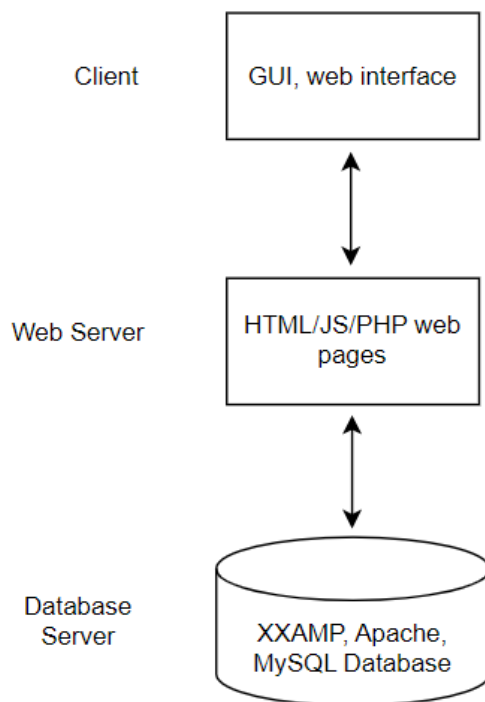 Client
GUI, web interface
Web Server
HTML/JS/PHP web
pages
Database
Server
XXAMP, Apache,
MySQL Database